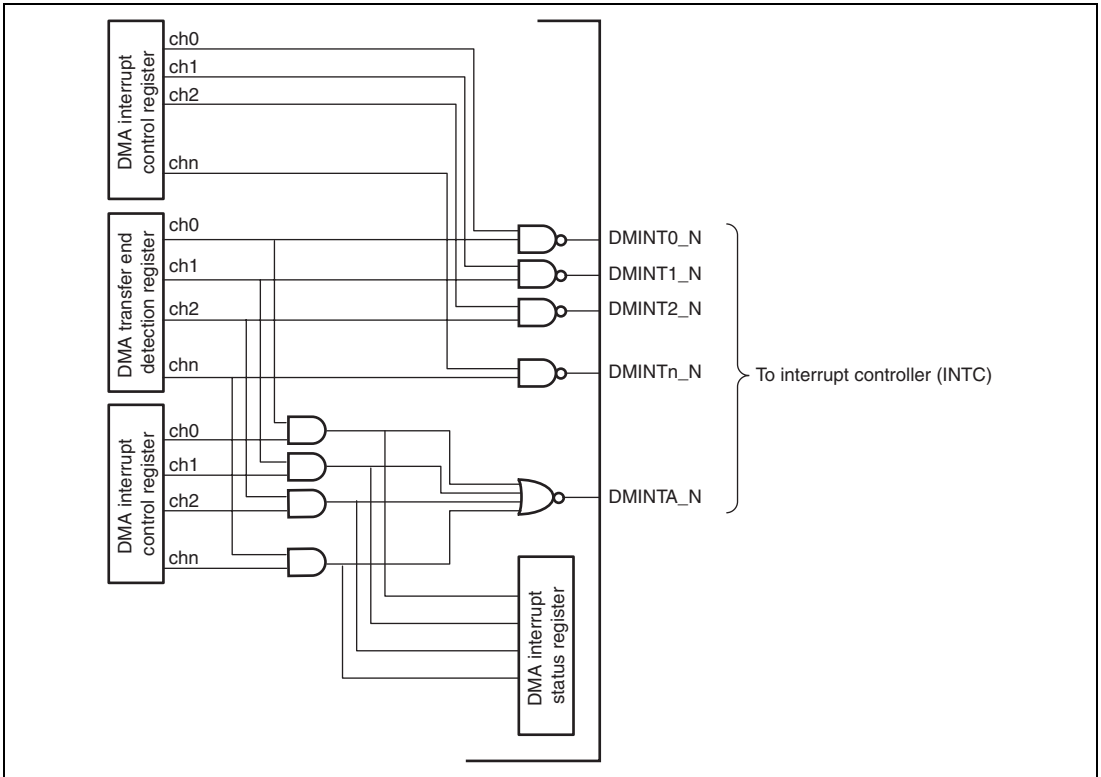 DMA interrupt
control register
ch0
ch1
ch2
chn
DMA transfer end
detection register
ch0
ch1
ch2
chn
DMA interrupt
control register
ch0
ch1
ch2
chn
DMINT0_N
DMINT1_N
DMINT2_N
DMINTn_N
DMINTA_N
To interrupt controller (INTC)
DMA interrupt
status register